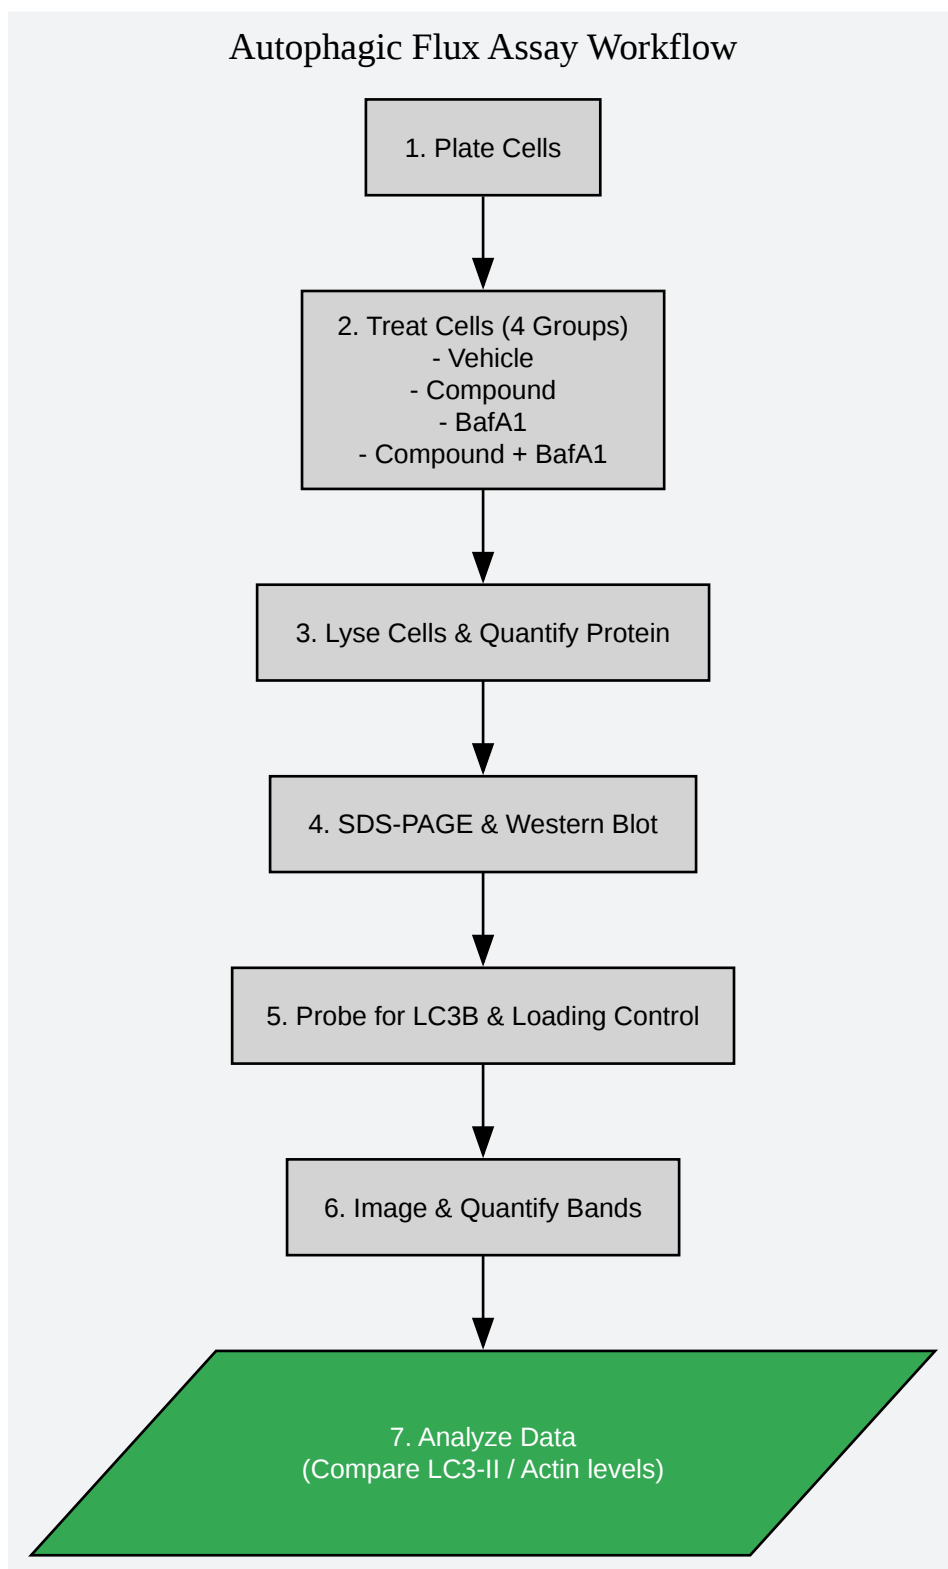 Autophagic Flux Assay Workflow
1. Plate Cells
2. Treat Cells (4 Groups)
- Vehicle
- Compound
- BafA1
- Compound + BafA1
3. Lyse Cells & Quantify Protein
4. SDS-PAGE & Western Blot
5. Probe for LC3B & Loading Control
6. Image & Quantify Bands
7. Analyze Data
(Compare LC3-II / Actin levels)